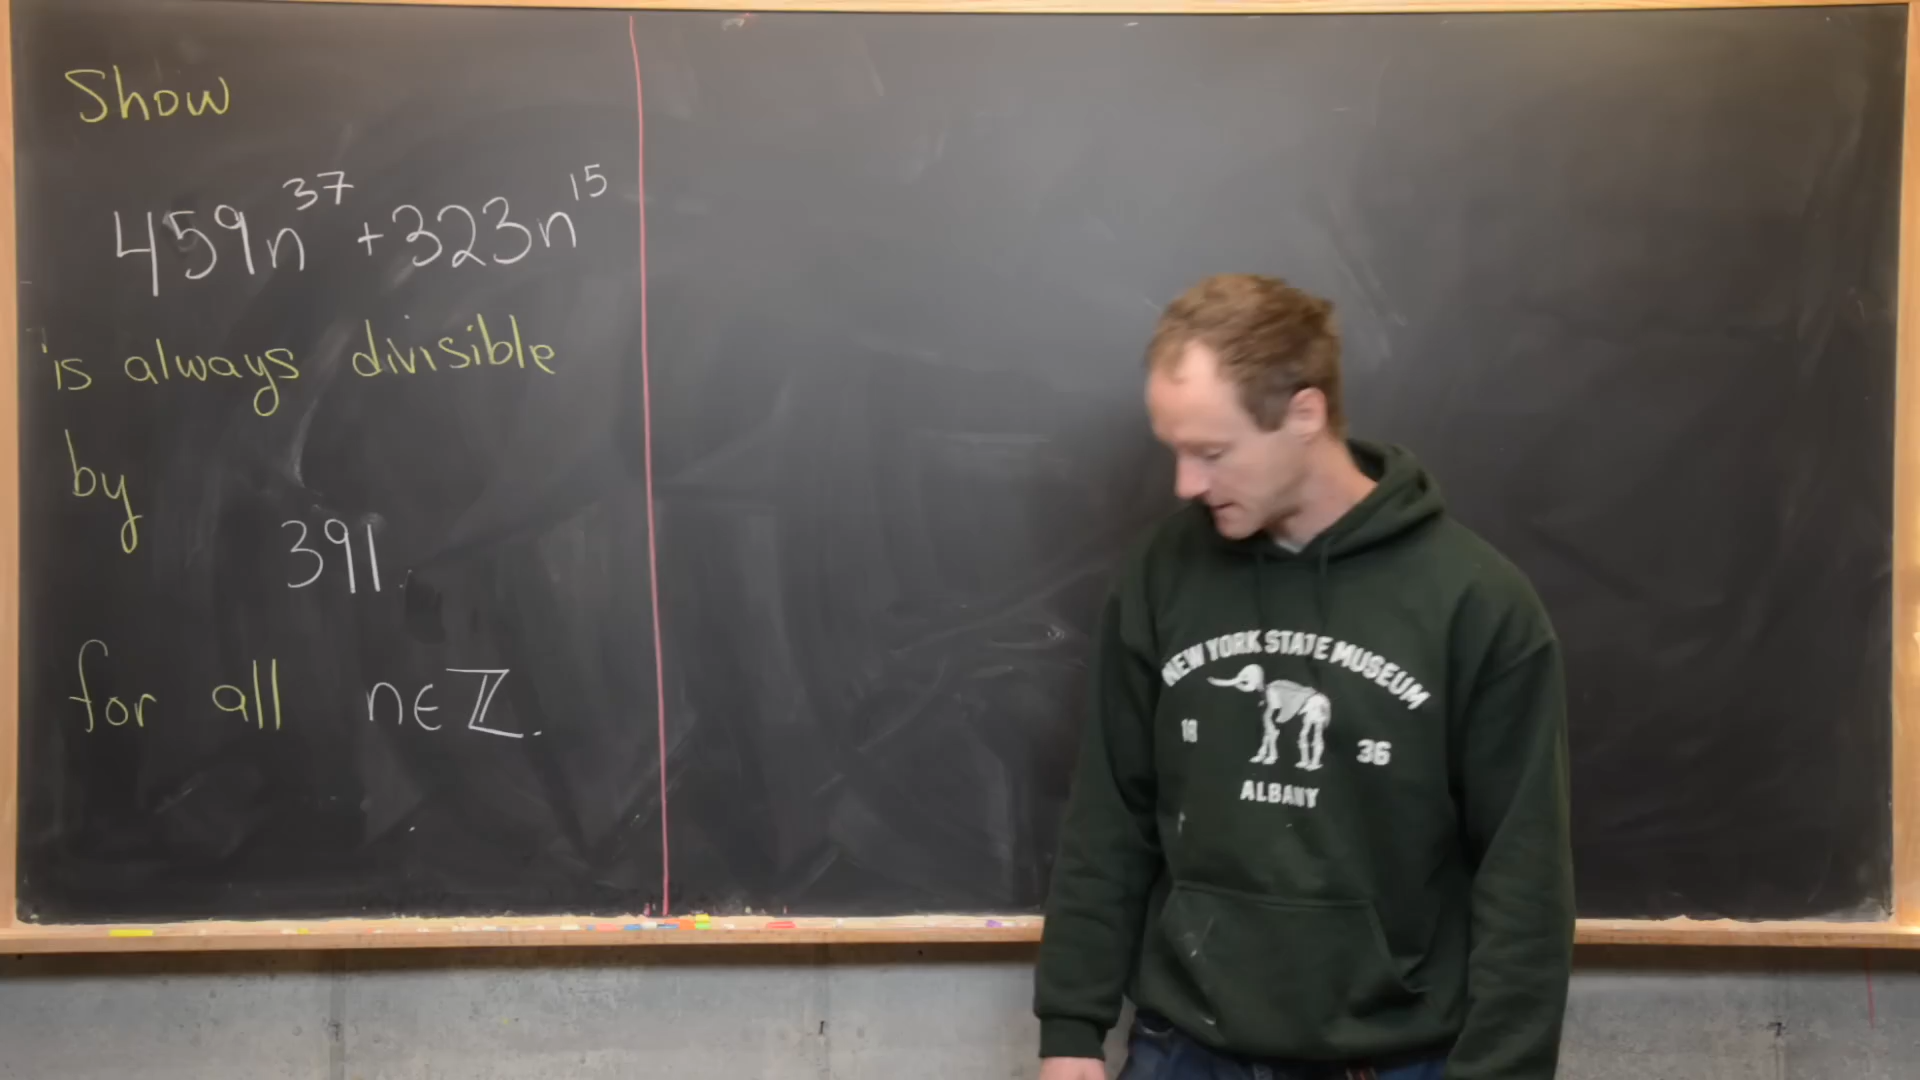 Show
459n³⁷ + 323n¹⁵
is always divisible
by
391.
for all n∈ℤ.
NEW YORK STATE MUSEUM
18 36
ALBANY